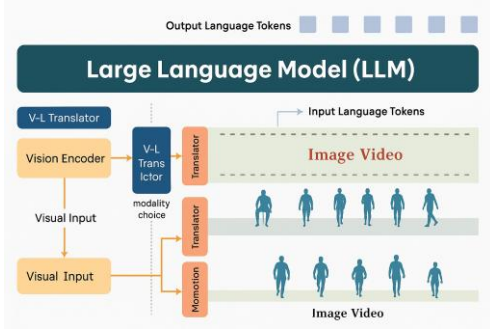 Output Language Tokens
Large Language Model (LLM)
V-L Translator
Input Language Tokens
Vision Encoder
V-L
Trans
lctor
Translator
Image Video
modality
choice
Visual Input
Translator
Visual Input
Momotion
Image Video